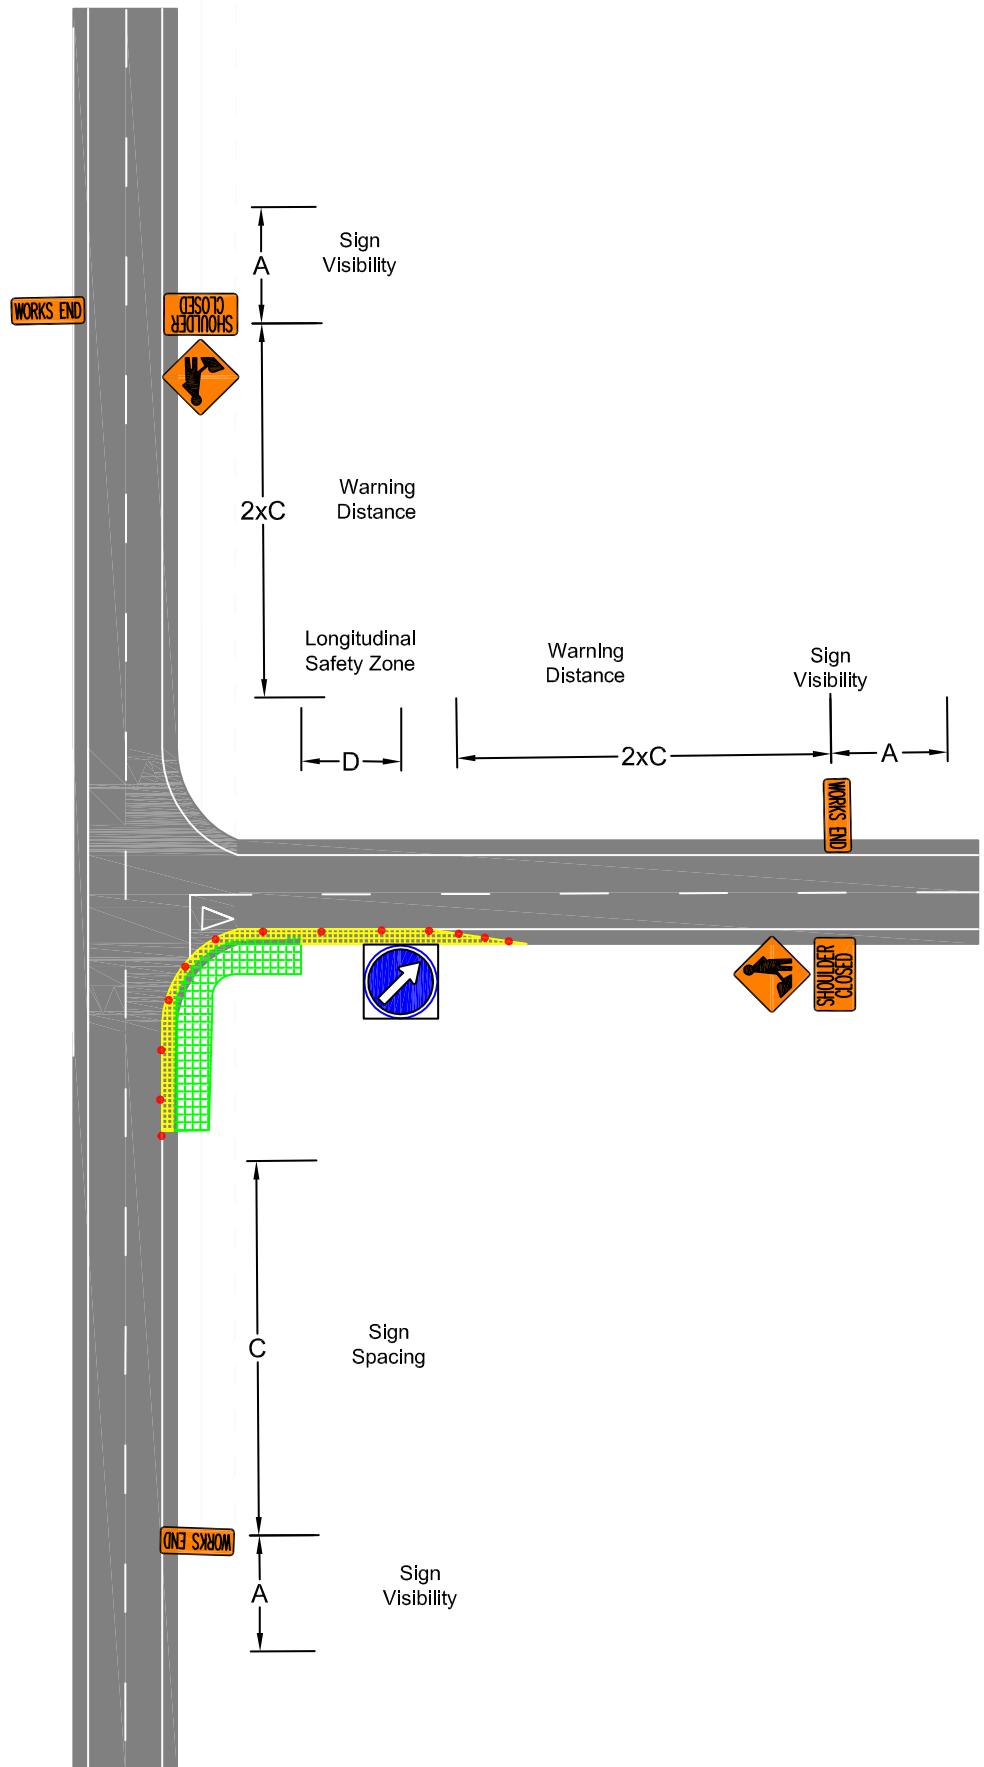 Sign
Visibility
A
WORKS END
SHOULDER
CLOSED
Warning
Distance
2xC
Longitudinal
Safety Zone
Warning
Distance
Sign
Visibility
D
2xC
A
WORKS END
SHOULDER
CLOSED
Sign
Spacing
C
WORKS END
Sign
Visibility
A